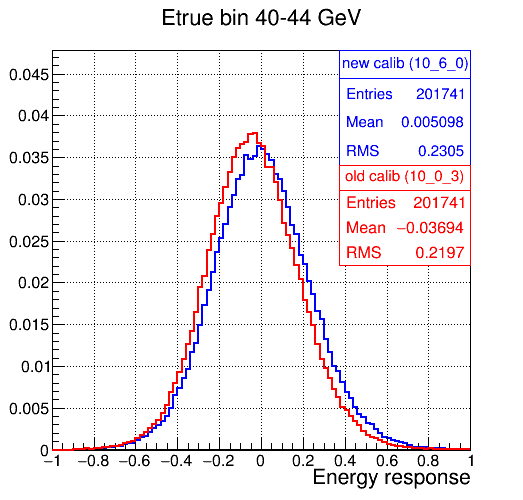 Etrue bin 40-44 GeV
new calib (10_6_0)
Entries 201741
Mean 0.005098
RMS 0.2305
old calib (10_0_3)
Entries 201741
Mean −0.03694
RMS 0.2197
0.045
0.04
0.035
0.03
0.025
0.02
0.015
0.01
0.005
0
−1 −0.8 −0.6 −0.4 −0.2 0 0.2 0.4 0.6 0.8 1
Energy response